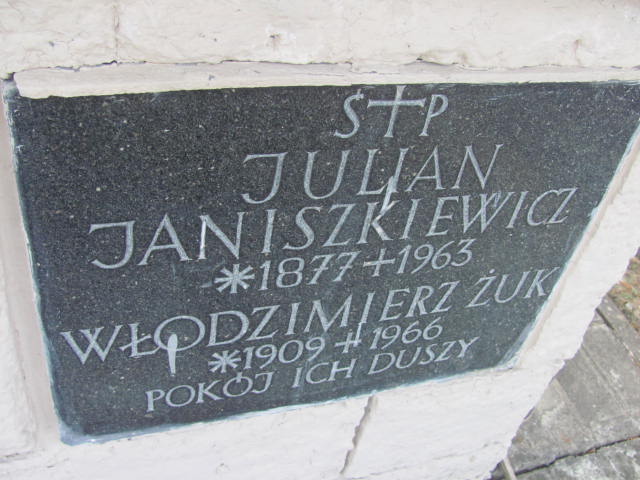 S†P
JULIAN
JANISZKIEWICZ
*1877 +1963
WŁODZIMIERZ ŻUK
*1909 +1966
POKÓJ ICH DUSZY